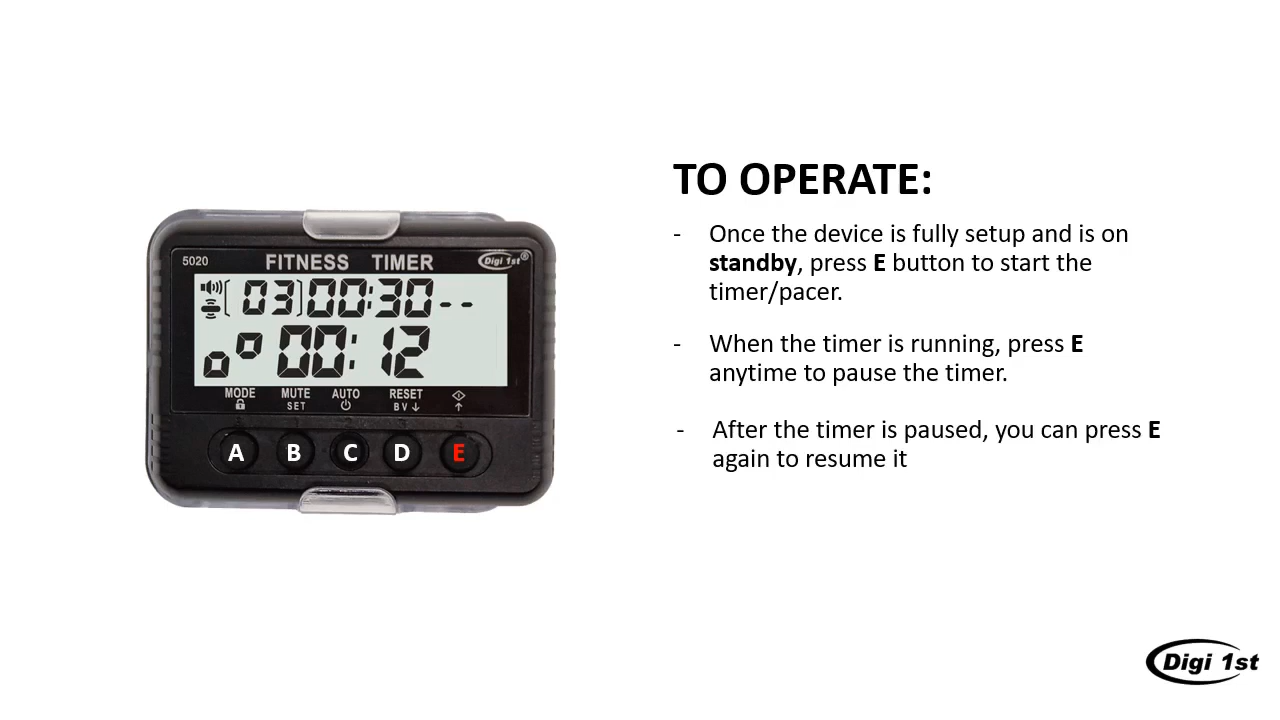 5020
FITNESS TIMER
Digi 1st®
[03]00:30--
00:12
MODE MUTE AUTO RESET
SET BV↓ ↑
A B C D E
TO OPERATE:
- Once the device is fully setup and is on
standby, press E button to start the
timer/pacer.
- When the timer is running, press E
anytime to pause the timer.
- After the timer is paused, you can press E
again to resume it
Digi 1st